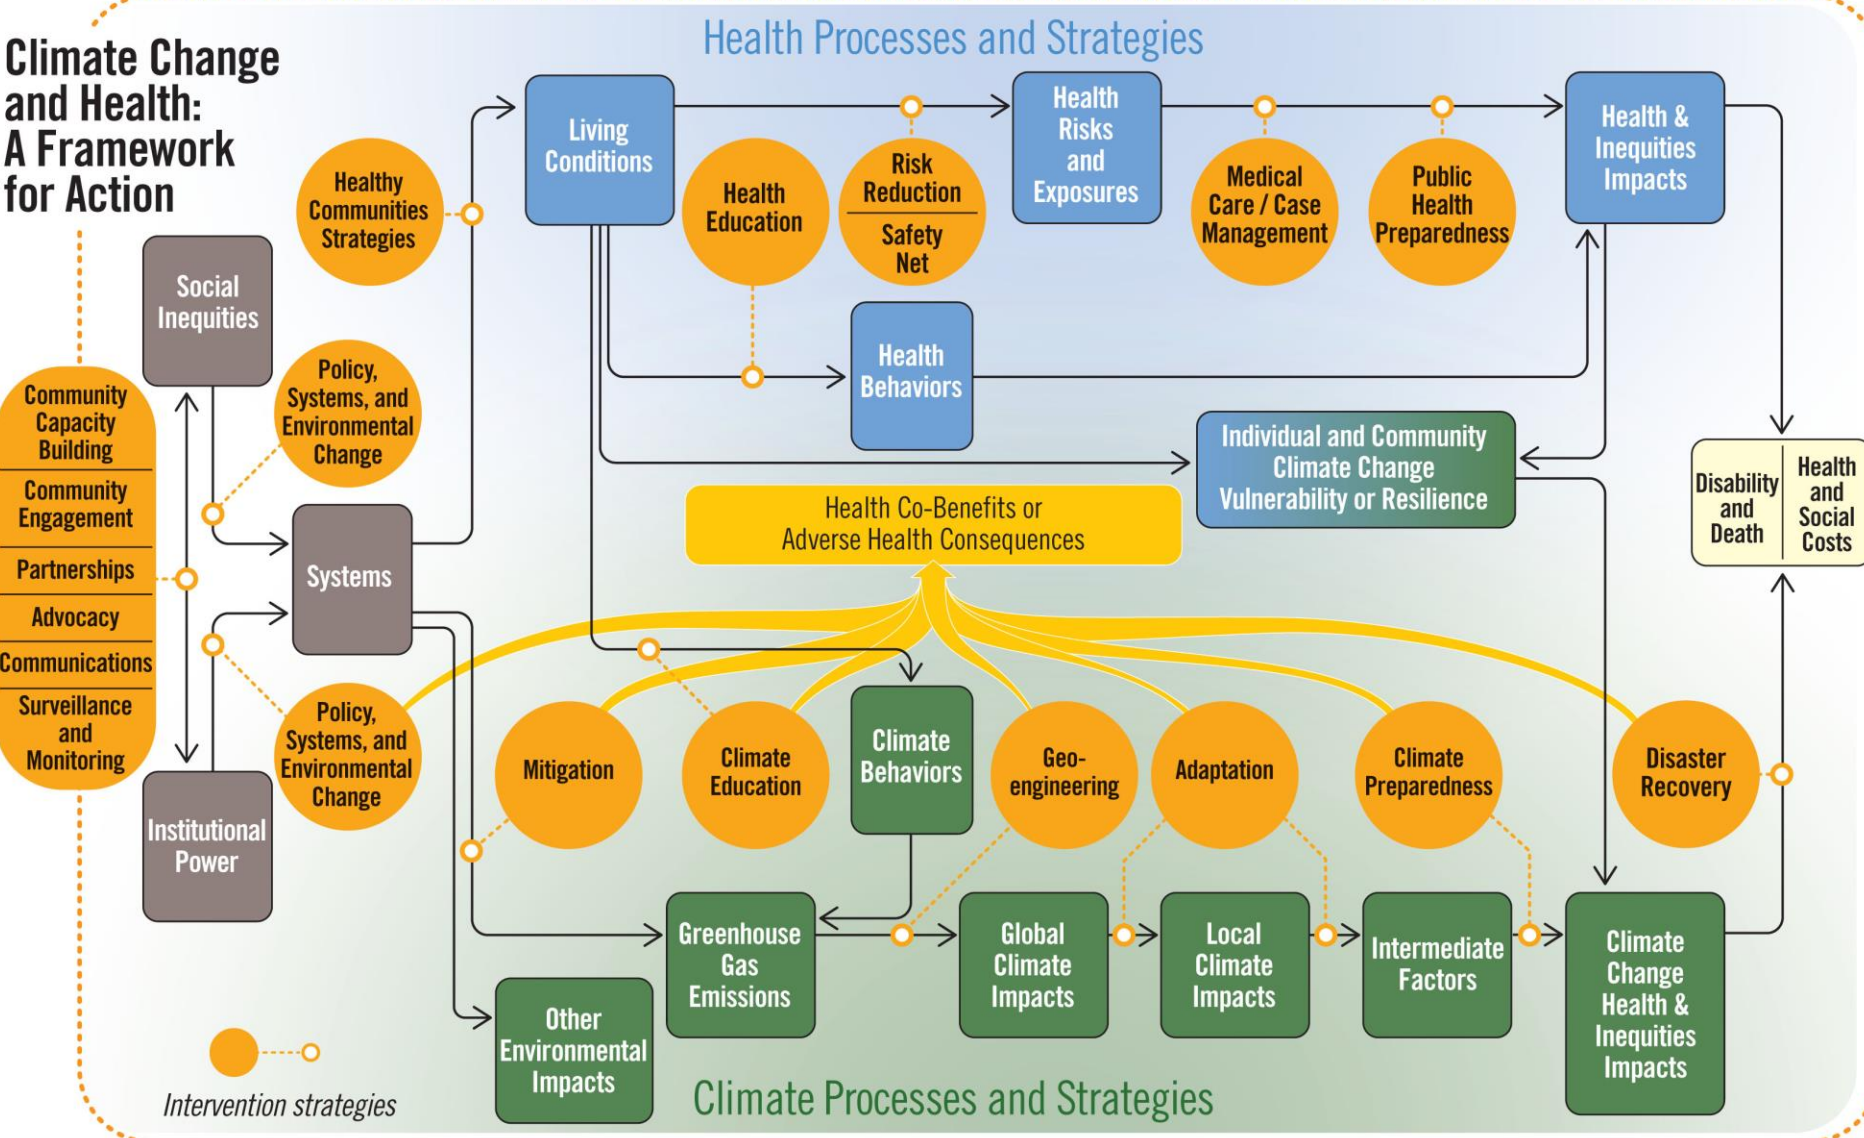 Climate Change
and Health:
A Framework
for Action
Health Processes and Strategies
Living
Conditions
Health
Risks
and
Exposures
Health &
Inequities
Impacts
Healthy
Communities
Strategies
Health
Education
Risk
Reduction
Safety
Net
Medical
Care / Case
Management
Public
Health
Preparedness
Social
Inequities
Policy,
Systems, and
Environmental
Change
Health
Behaviors
Community
Capacity
Building
Community
Engagement
Partnerships
Advocacy
Communications
Surveillance
and
Monitoring
Individual and Community
Climate Change
Vulnerability or Resilience
Disability
and
Death
Health
and
Social
Costs
Health Co-Benefits or
Adverse Health Consequences
Systems
Policy,
Systems, and
Environmental
Change
Mitigation
Climate
Education
Climate
Behaviors
Geo-
engineering
Adaptation
Climate
Preparedness
Disaster
Recovery
Institutional
Power
Greenhouse
Gas
Emissions
Global
Climate
Impacts
Local
Climate
Impacts
Intermediate
Factors
Climate
Change
Health &
Inequities
Impacts
Other
Environmental
Impacts
Intervention strategies
Climate Processes and Strategies